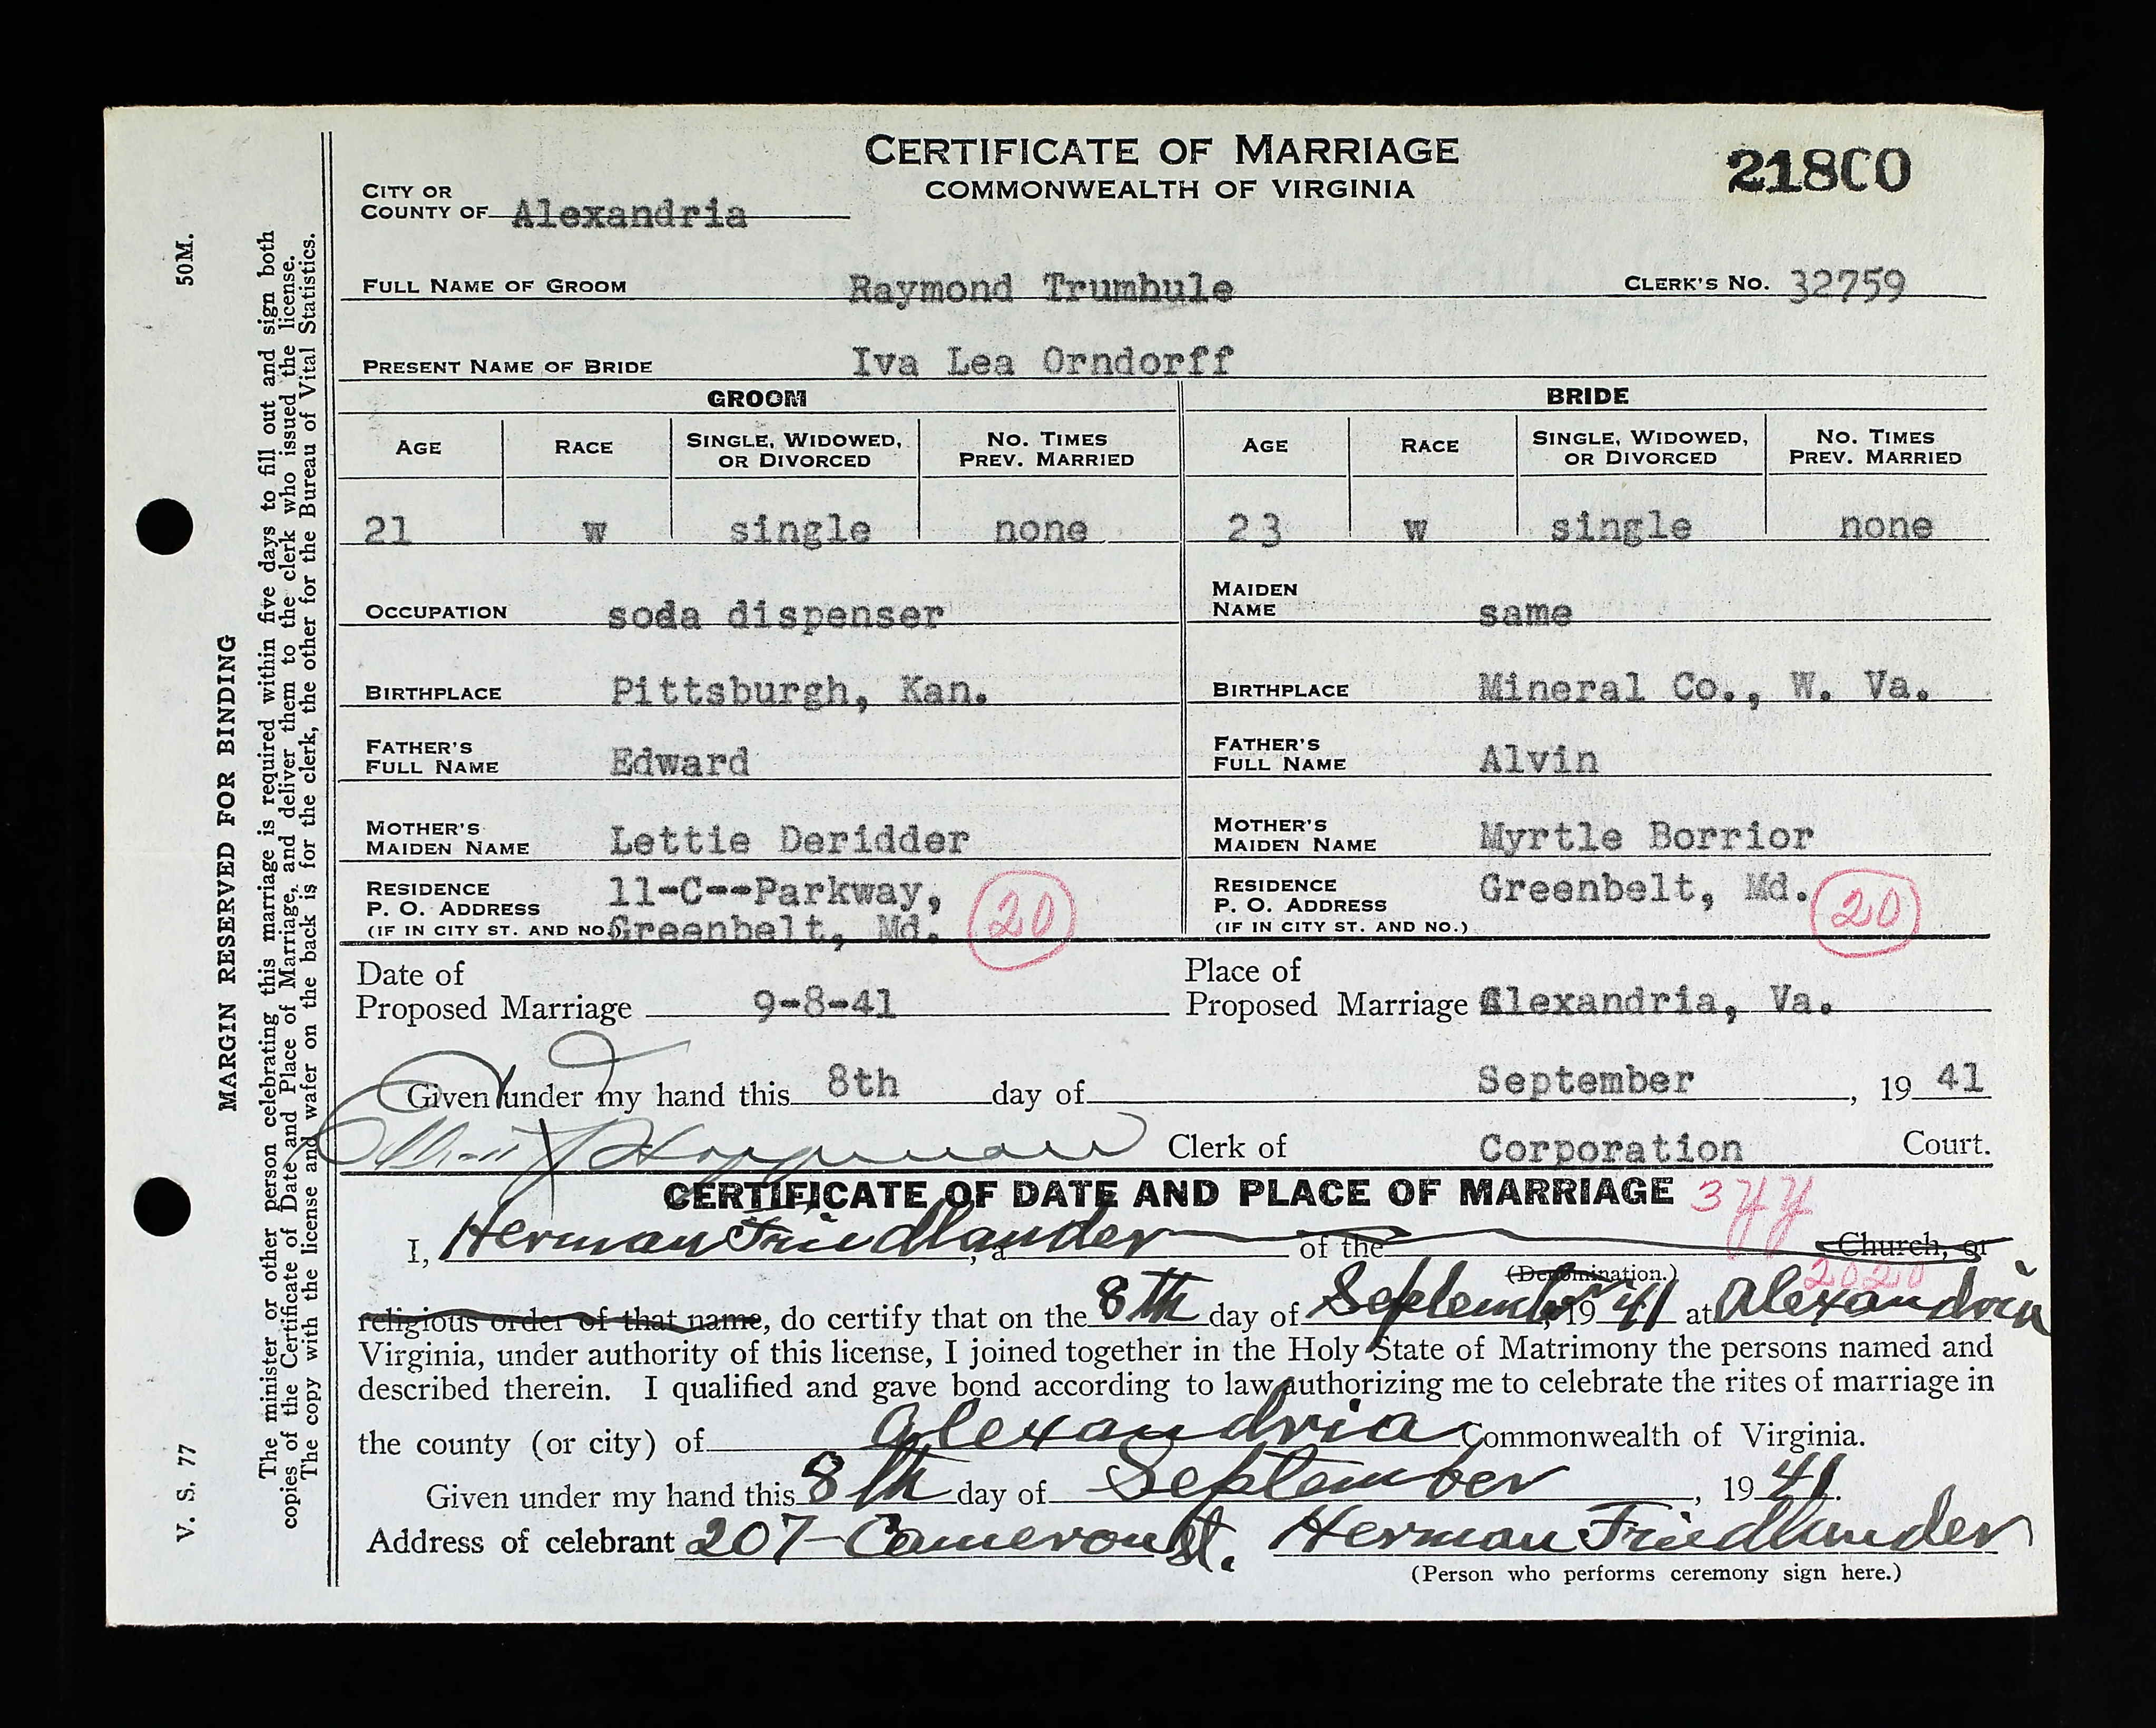 CERTIFICATE OF MARRIAGE
COMMONWEALTH OF VIRGINIA
218C0
CITY OR
COUNTY OF Alexandria
FULL NAME OF GROOM Raymond Trumbule CLERK'S NO. 32759
PRESENT NAME OF BRIDE Iva Lea Orndorff
GROOM BRIDE
AGE RACE SINGLE, WIDOWED, OR DIVORCED NO. TIMES PREV. MARRIED AGE RACE SINGLE, WIDOWED, OR DIVORCED NO. TIMES PREV. MARRIED
21 w single none 23 w single none
OCCUPATION soda dispenser MAIDEN NAME same
BIRTHPLACE Pittsburgh, Kan. BIRTHPLACE Mineral Co., W. Va.
FATHER'S FULL NAME Edward FATHER'S FULL NAME Alvin
MOTHER'S MAIDEN NAME Lettie Deridder MOTHER'S MAIDEN NAME Myrtle Borrior
RESIDENCE 11-C--Parkway, RESIDENCE Greenbelt, Md. 20
P. O. ADDRESS 20 P. O. ADDRESS
(IF IN CITY ST. AND NO.) Greenbelt, Md. (IF IN CITY ST. AND NO.)
Date of Proposed Marriage 9-8-41 Place of Proposed Marriage Alexandria, Va.
Given under my hand this 8th day of September, 19 41
Clerk of Corporation Court.
CERTIFICATE OF DATE AND PLACE OF MARRIAGE
I, Herman Friedlander, a of the Church, or
(Denomination.) 2020
religious order of that name, do certify that on the 8th day of September, 19 41 at Alexandria
Virginia, under authority of this license, I joined together in the Holy State of Matrimony the persons named and
described therein. I qualified and gave bond according to law authorizing me to celebrate the rites of marriage in
the county (or city) of Alexandria Commonwealth of Virginia.
Given under my hand this 8th day of September, 19 41.
Address of celebrant 207-Cameron St. Herman Friedlander
(Person who performs ceremony sign here.)
50M.
MARGIN RESERVED FOR BINDING
V. S. 77
The minister or other person celebrating this marriage is required within five days to fill out and sign both
copies of the Certificate of Date and Place of Marriage, and deliver them to the clerk who issued the license.
The copy with the license and wafer on the back is for the clerk, the other for the Bureau of Vital Statistics.